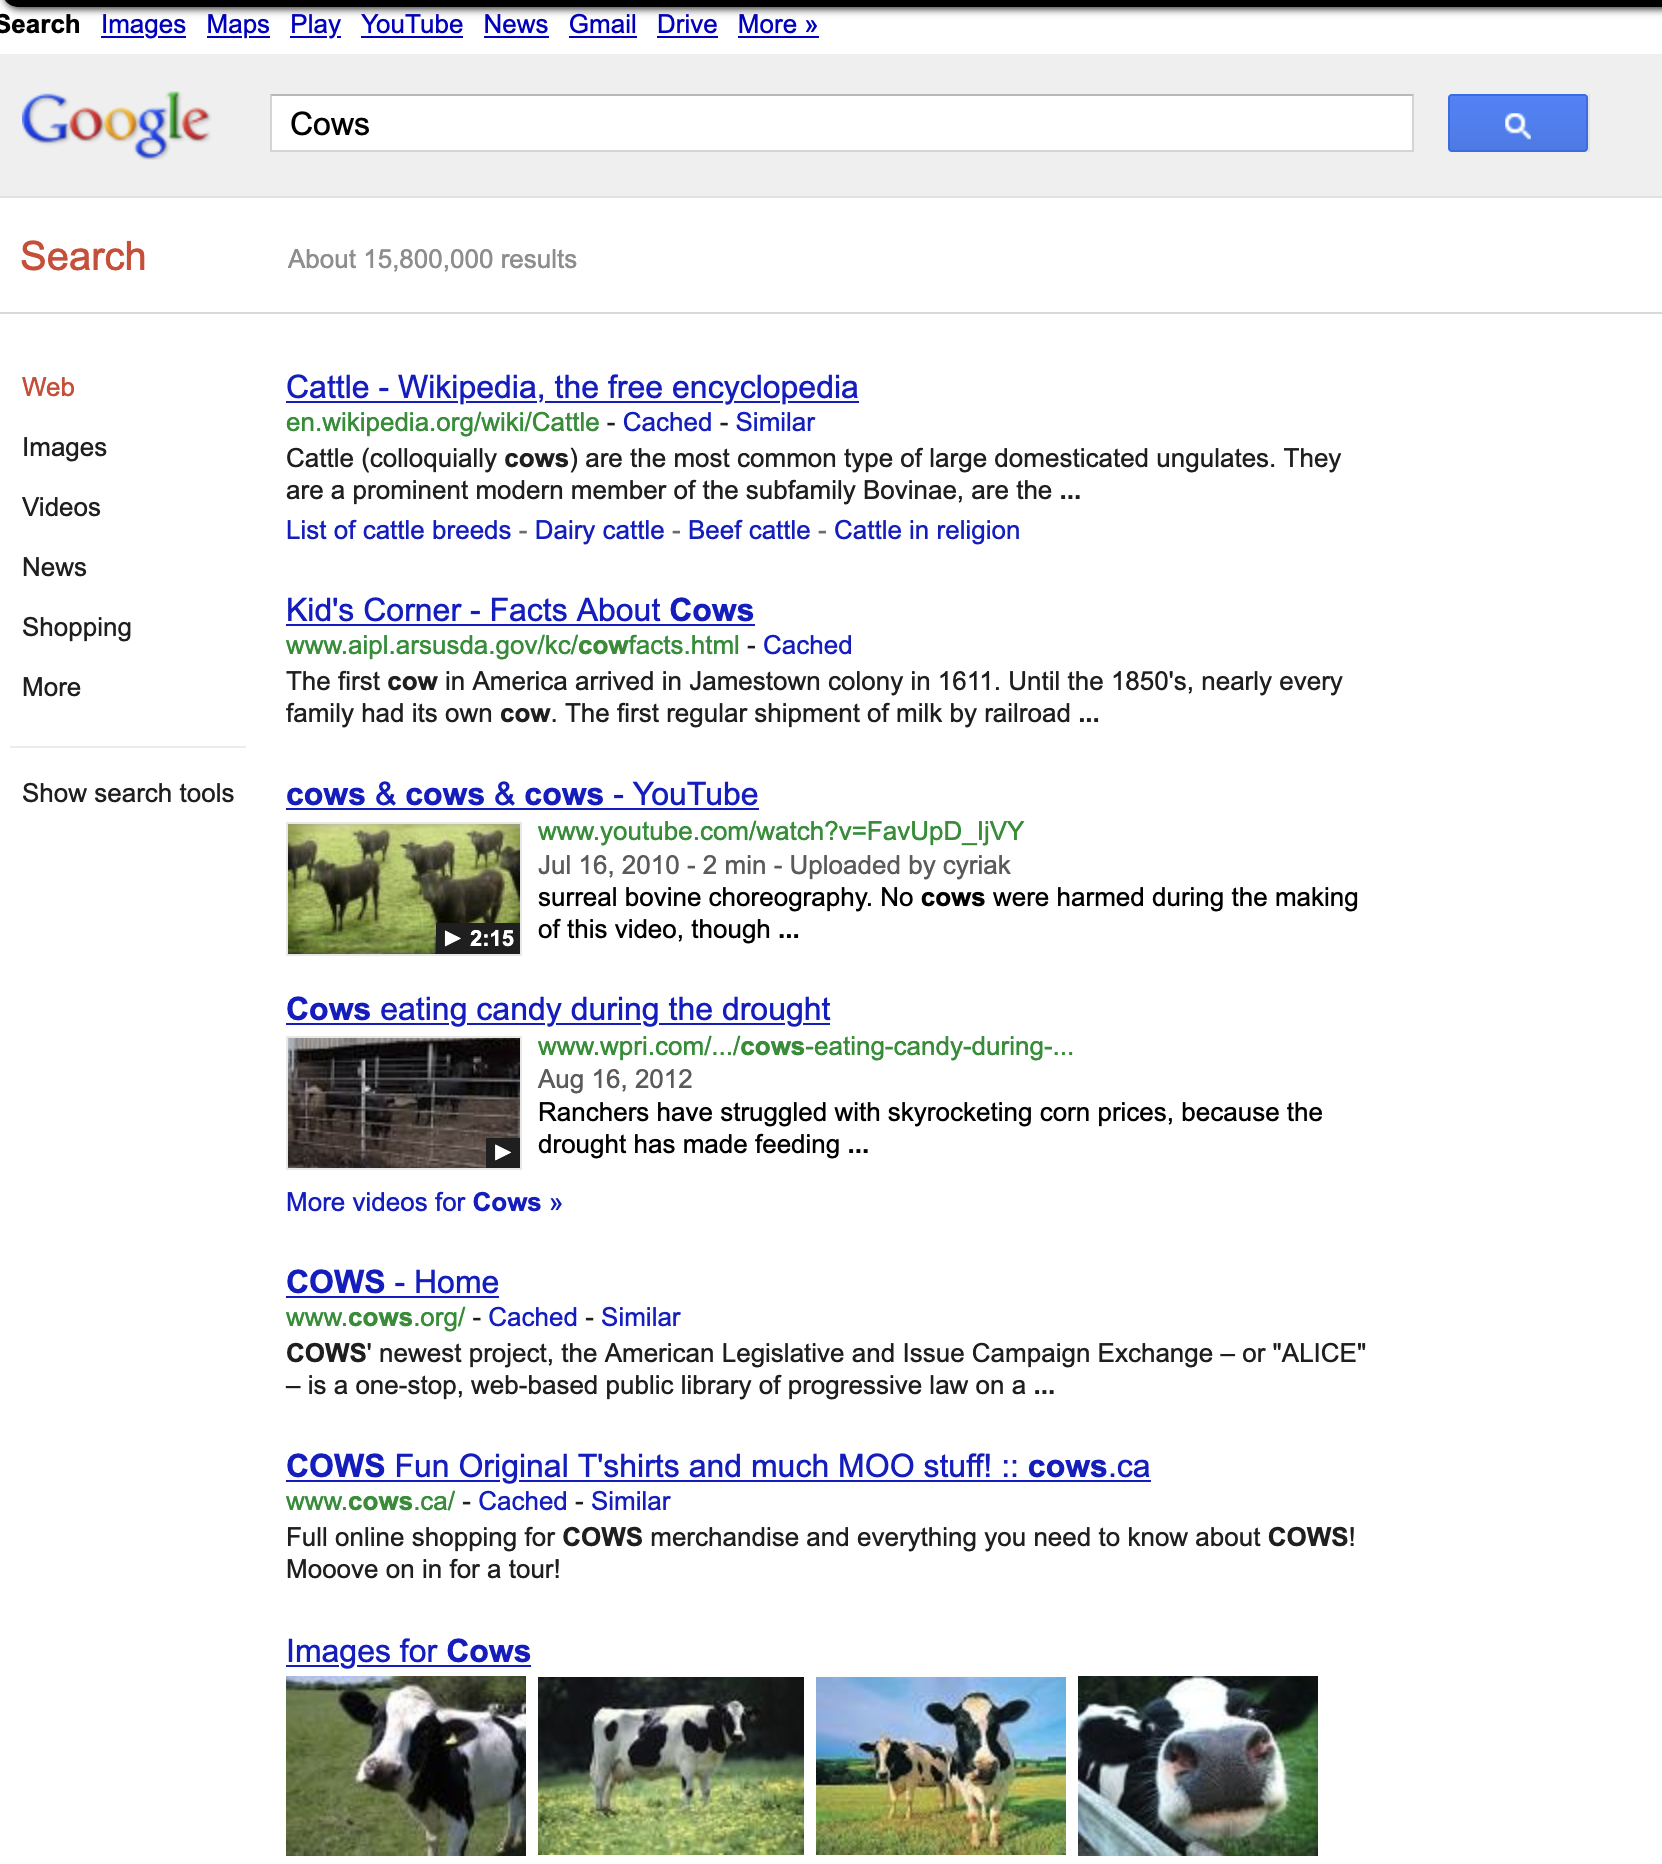 Search Images Maps Play YouTube News Gmail Drive More »
Google
Cows
Search
About 15,800,000 results
Web
Images
Videos
News
Shopping
More
Show search tools
Cattle - Wikipedia, the free encyclopedia
en.wikipedia.org/wiki/Cattle - Cached - Similar
Cattle (colloquially cows) are the most common type of large domesticated ungulates. They
are a prominent modern member of the subfamily Bovinae, are the ...
List of cattle breeds - Dairy cattle - Beef cattle - Cattle in religion
Kid's Corner - Facts About Cows
www.aipl.arsusda.gov/kc/cowfacts.html - Cached
The first cow in America arrived in Jamestown colony in 1611. Until the 1850's, nearly every
family had its own cow. The first regular shipment of milk by railroad ...
cows & cows & cows - YouTube
2:15
www.youtube.com/watch?v=FavUpD_IjVY
Jul 16, 2010 - 2 min - Uploaded by cyriak
surreal bovine choreography. No cows were harmed during the making
of this video, though ...
Cows eating candy during the drought
www.wpri.com/.../cows-eating-candy-during-...
Aug 16, 2012
Ranchers have struggled with skyrocketing corn prices, because the
drought has made feeding ...
More videos for Cows »
COWS - Home
www.cows.org/ - Cached - Similar
COWS' newest project, the American Legislative and Issue Campaign Exchange – or "ALICE"
– is a one-stop, web-based public library of progressive law on a ...
COWS Fun Original T'shirts and much MOO stuff! :: cows.ca
www.cows.ca/ - Cached - Similar
Full online shopping for COWS merchandise and everything you need to know about COWS!
Mooove on in for a tour!
Images for Cows